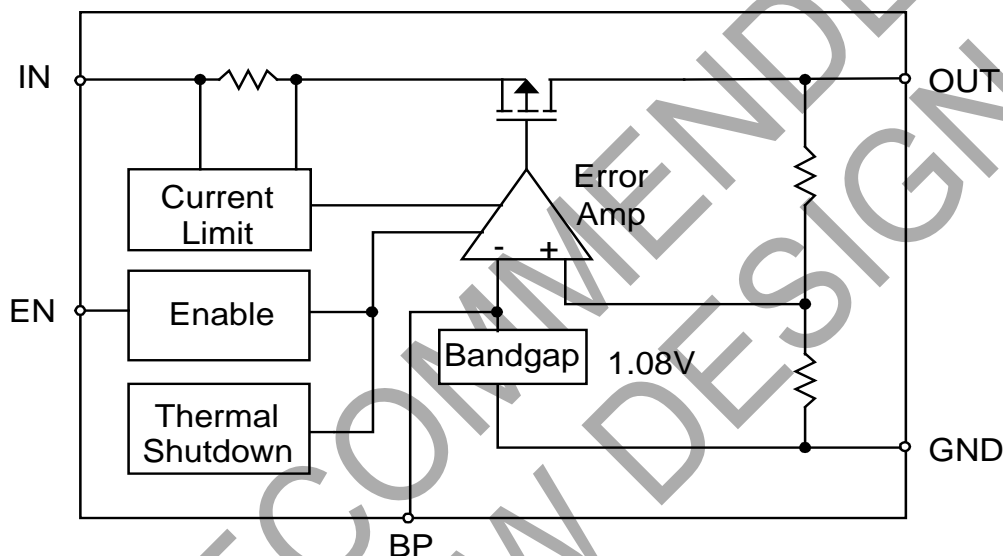 IN
OUT
Current
Limit
Error
Amp
- +
EN
Enable
Bandgap
1.08V
Thermal
Shutdown
GND
BP